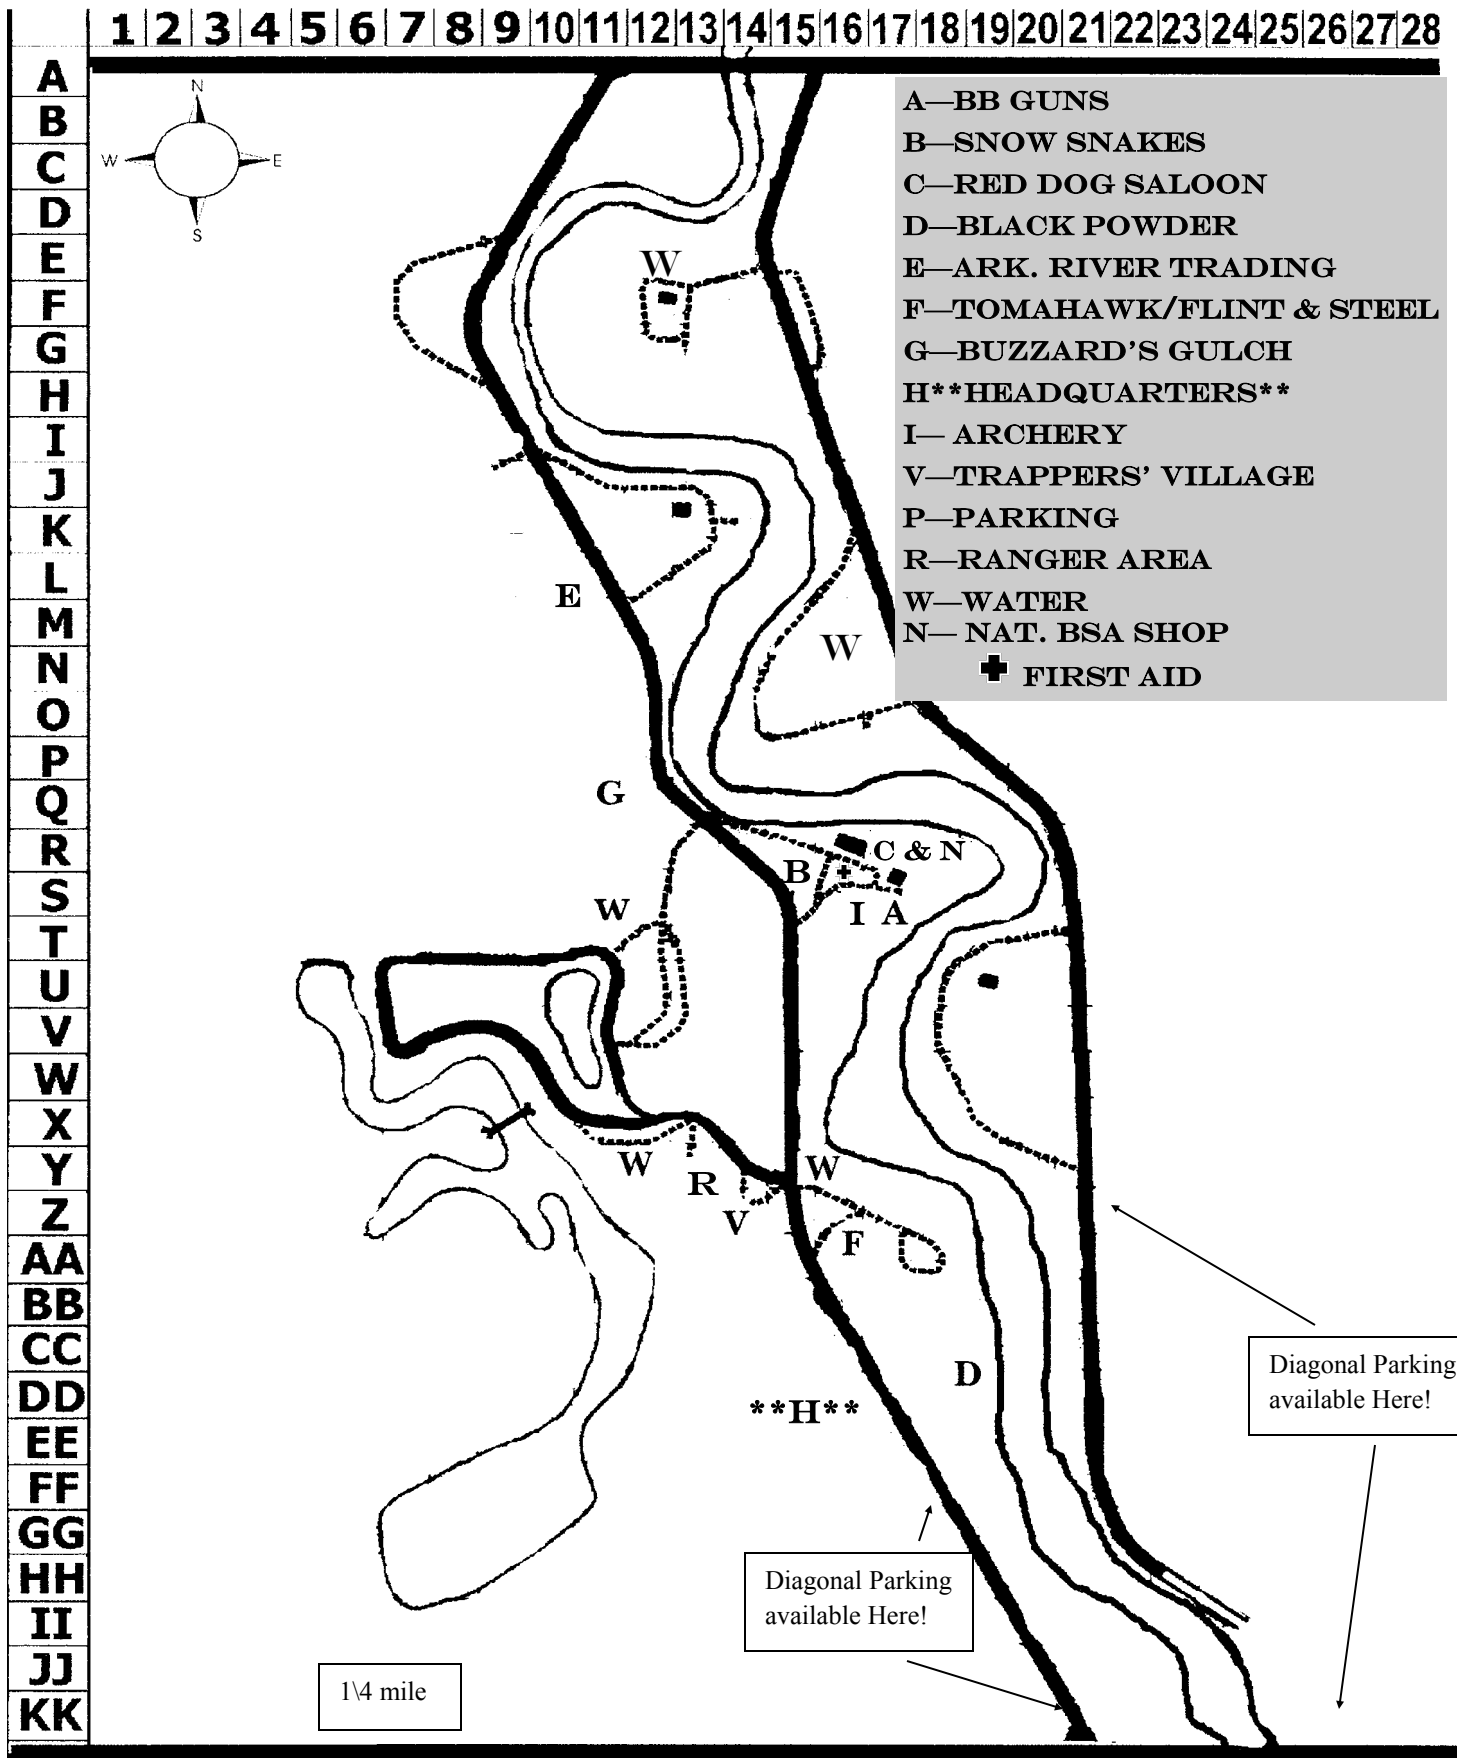 1 2 3 4 5 6 7 8 9 10 11 12 13 14 15 16 17 18 19 20 21 22 23 24 25 26 27 28
A
B
C
D
E
F
G
H
I
J
K
L
M
N
O
P
Q
R
S
T
U
V
W
X
Y
Z
AA
BB
CC
DD
EE
FF
GG
HH
II
JJ
KK
N
W E
S
A—BB GUNS
B—SNOW SNAKES
C—RED DOG SALOON
D—BLACK POWDER
E—ARK. RIVER TRADING
F—TOMAHAWK/FLINT & STEEL
G—BUZZARD'S GULCH
H**HEADQUARTERS**
I— ARCHERY
V—TRAPPERS' VILLAGE
P—PARKING
R—RANGER AREA
W—WATER
N— NAT. BSA SHOP
FIRST AID
W
E
W
G
C & N
B
I A
W
W
R
W
V
F
D
**H**
Diagonal Parking
available Here!
Diagonal Parking
available Here!
1\4 mile